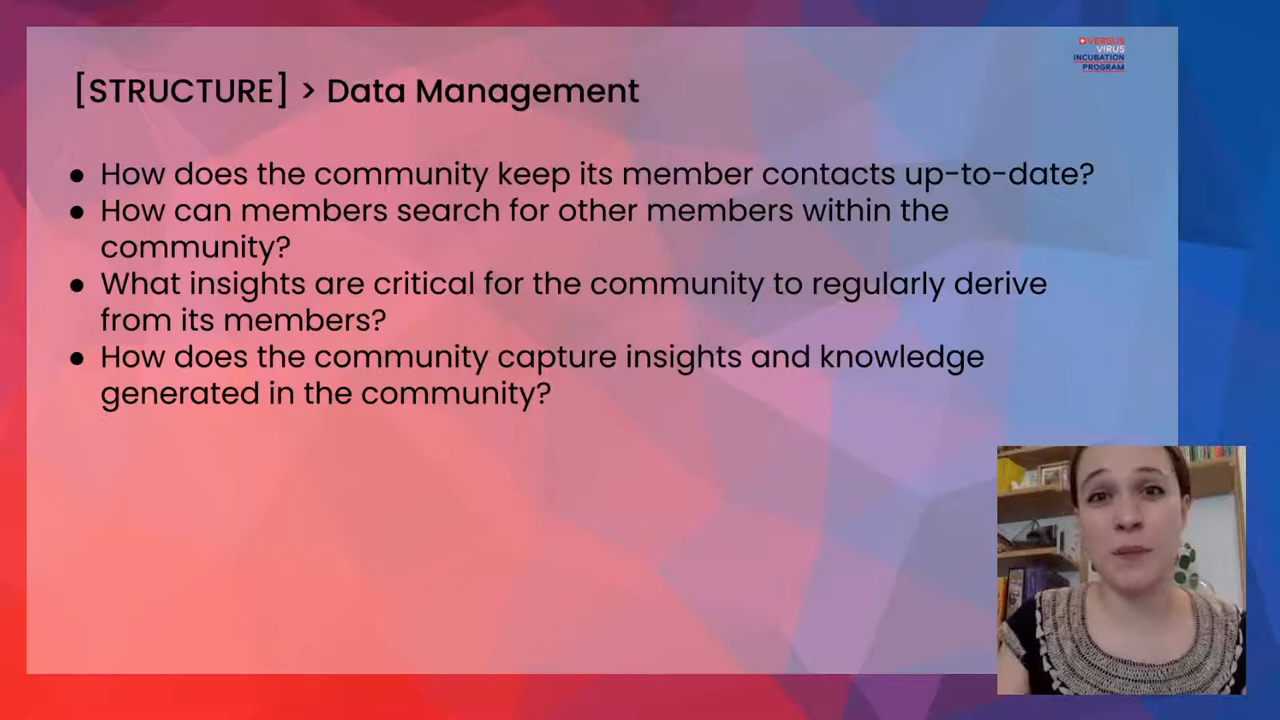 VERSUS
VIRUS
INCUBATION
PROGRAM
[STRUCTURE] > Data Management
● How does the community keep its member contacts up-to-date?
● How can members search for other members within the
community?
● What insights are critical for the community to regularly derive
from its members?
● How does the community capture insights and knowledge
generated in the community?